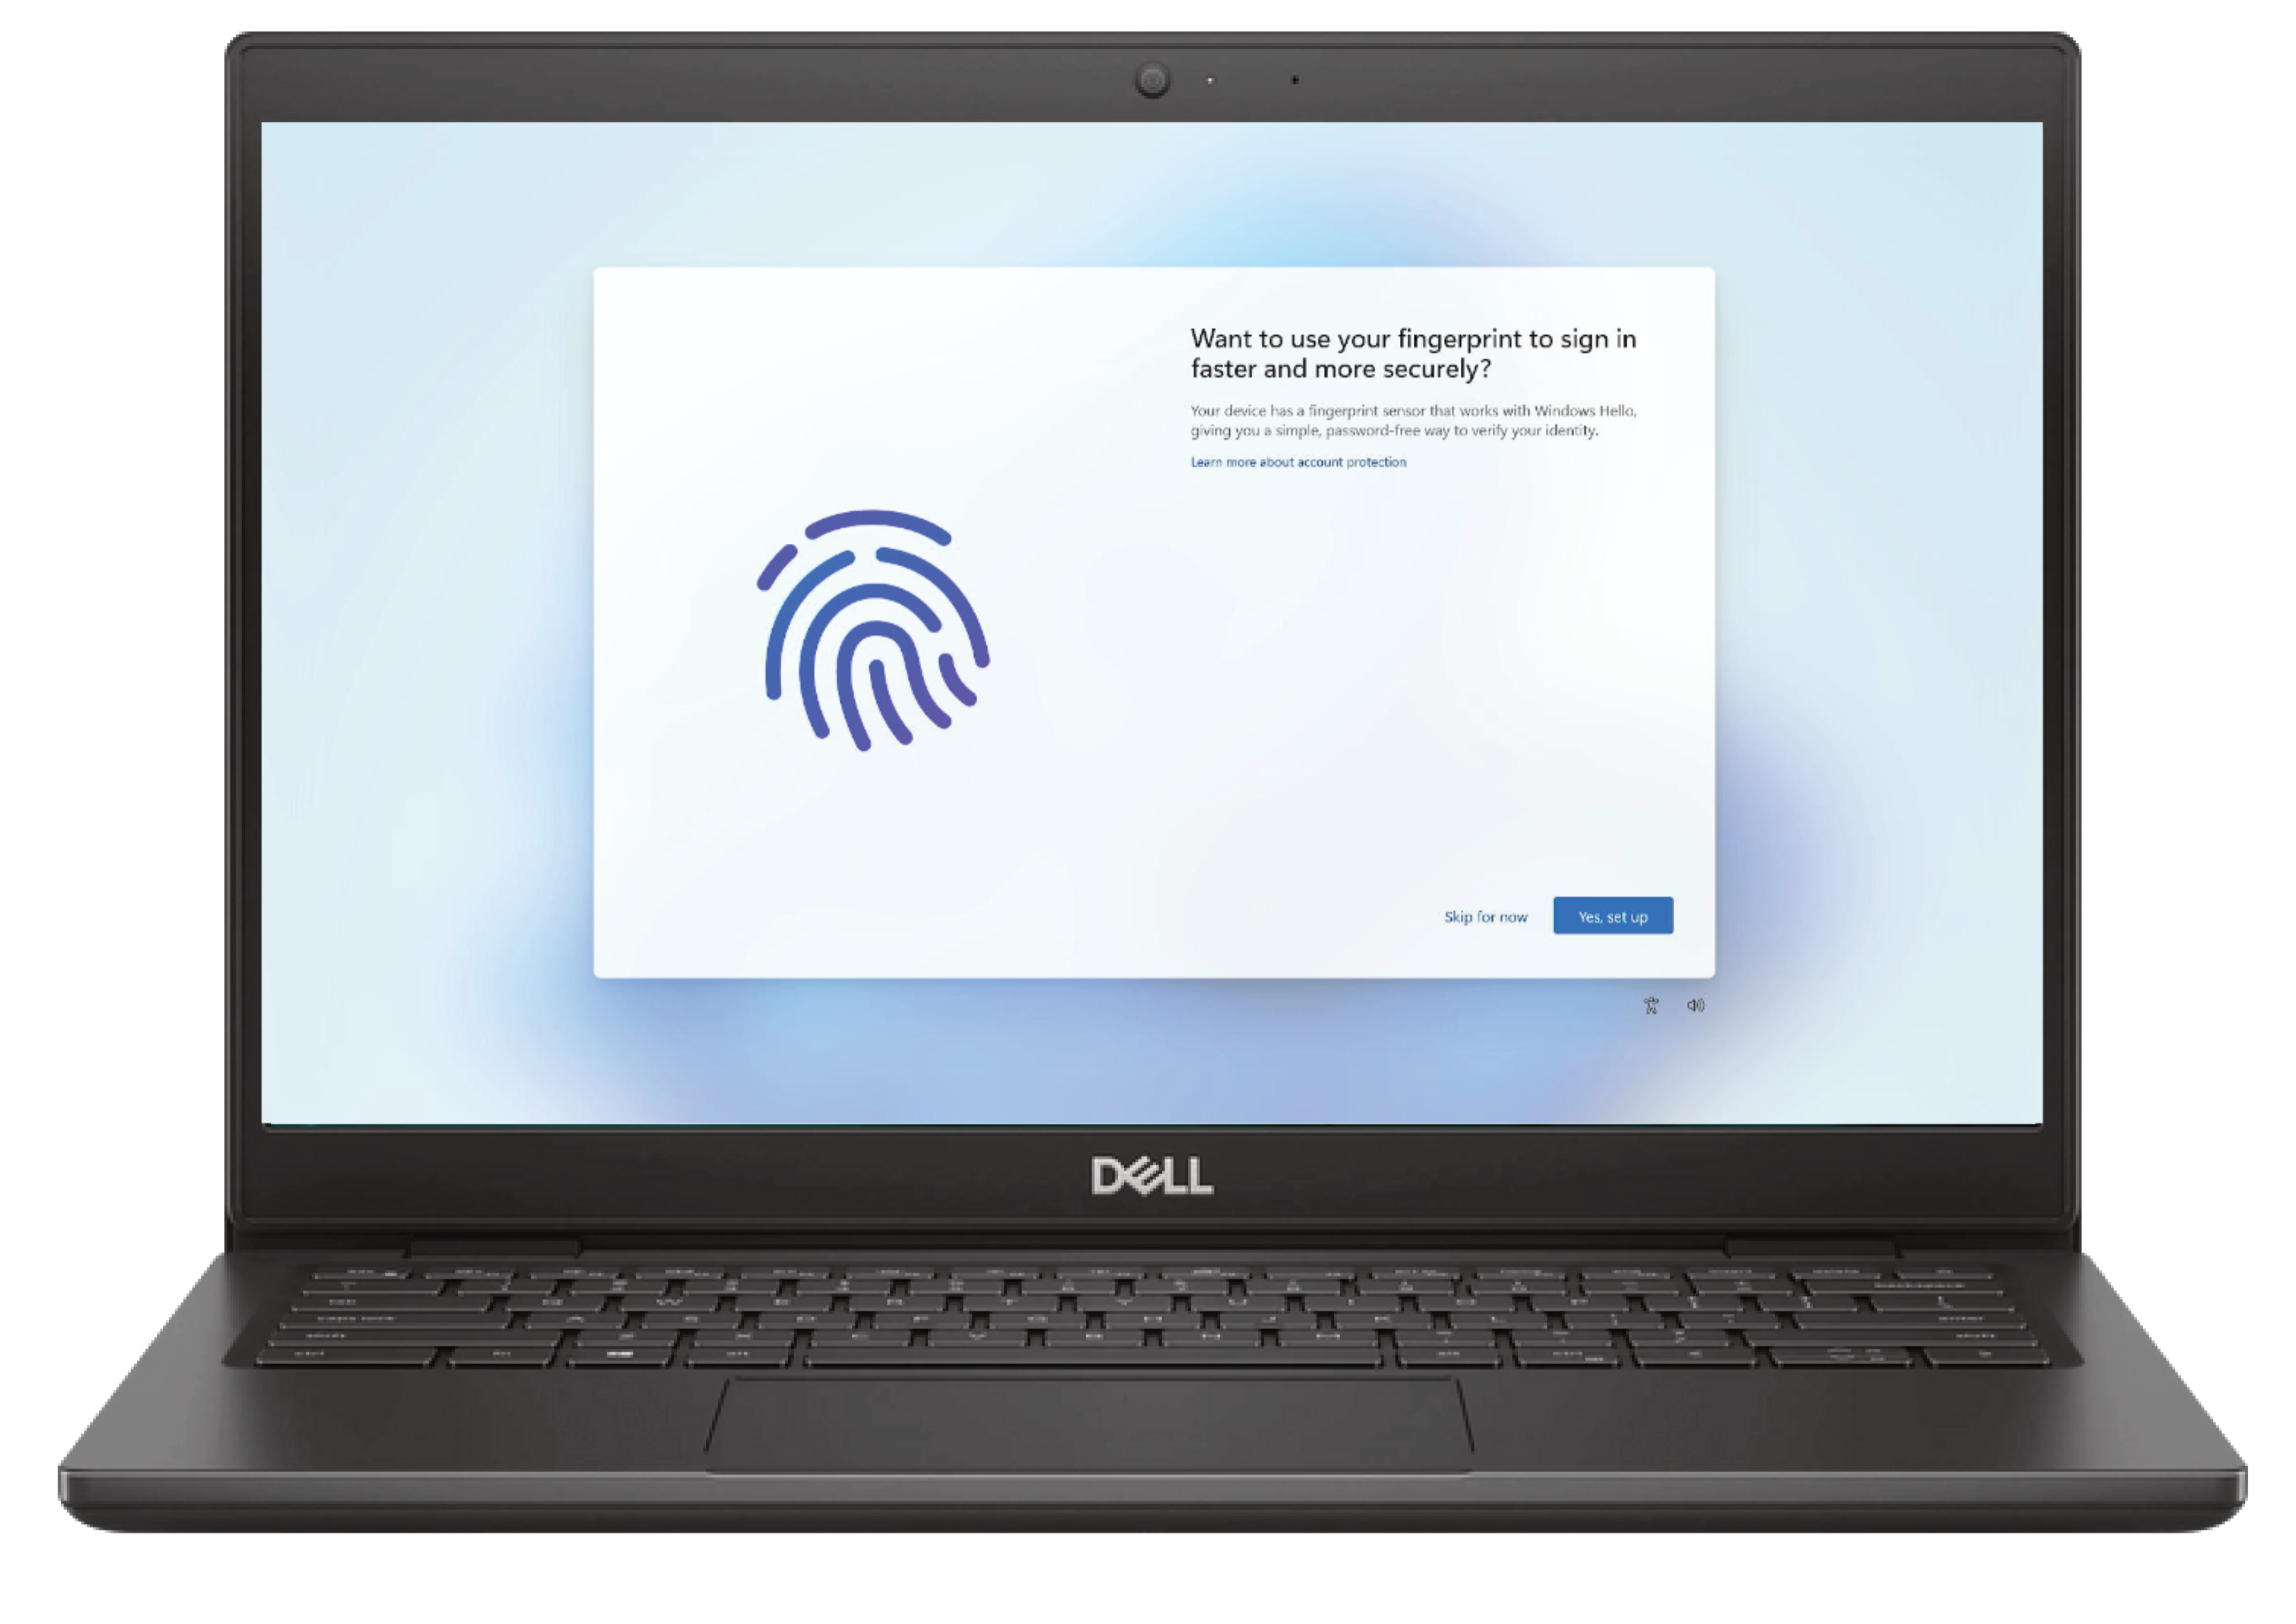 Want to use your fingerprint to sign in
faster and more securely?
Your device has a fingerprint sensor that works with Windows Hello,
giving you a simple, password-free way to verify your identity.
Learn more about account protection
Skip for now
Yes, set up
DELL